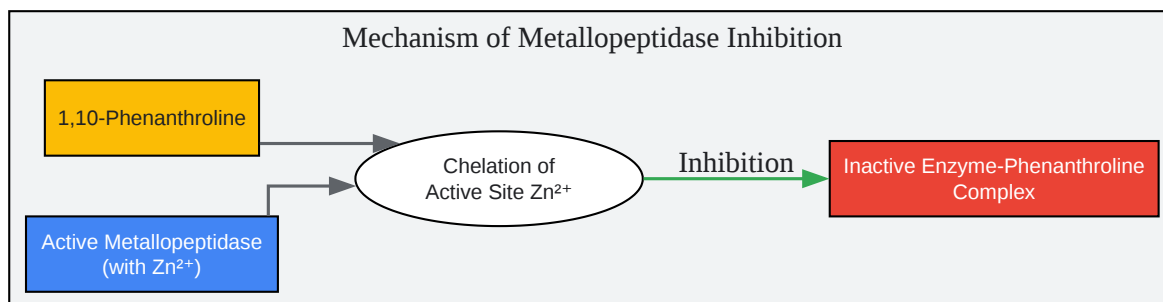 Mechanism of Metallopeptidase Inhibition
1,10-Phenanthroline
Active Metallopeptidase
(with Zn²⁺)
Chelation of
Active Site Zn²⁺
Inhibition
Inactive Enzyme-Phenanthroline
Complex